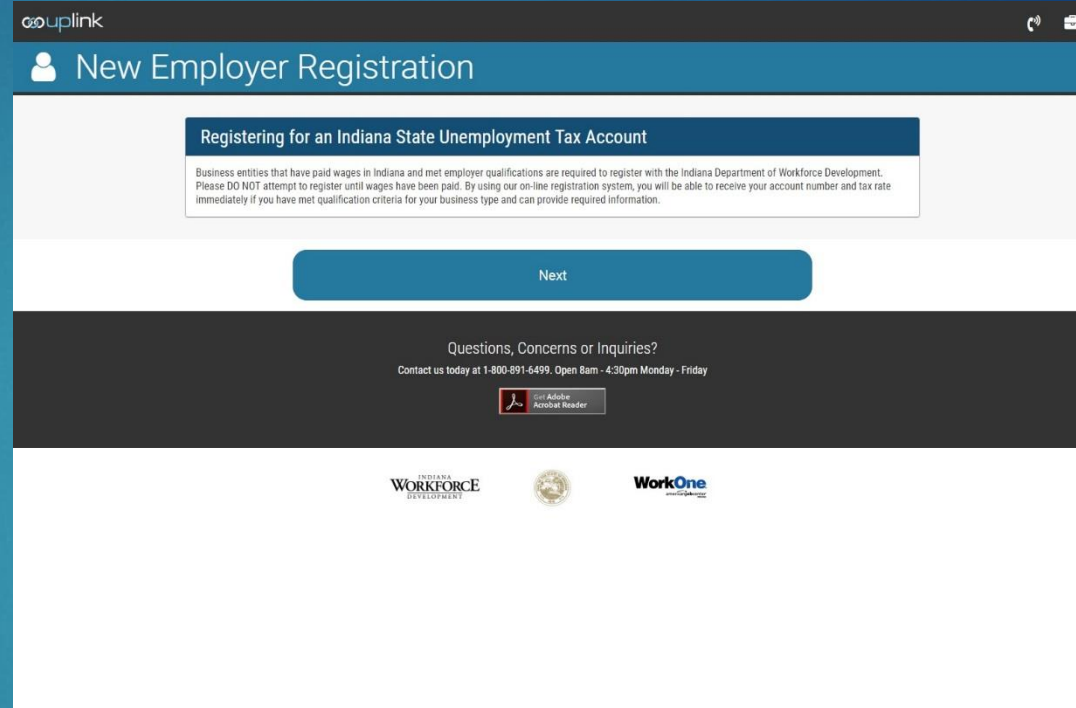 uplink
New Employer Registration
Registering for an Indiana State Unemployment Tax Account
Business entities that have paid wages in Indiana and met employer qualifications are required to register with the Indiana Department of Workforce Development.
Please DO NOT attempt to register until wages have been paid. By using our on-line registration system, you will be able to receive your account number and tax rate
immediately if you have met qualification criteria for your business type and can provide required information.
Next
Questions, Concerns or Inquiries?
Contact us today at 1-800-891-6499. Open 8am - 4:30pm Monday - Friday
Get Adobe
Acrobat Reader
INDIANA
WORKFORCE
DEVELOPMENT
WorkOne
americanjobcenter